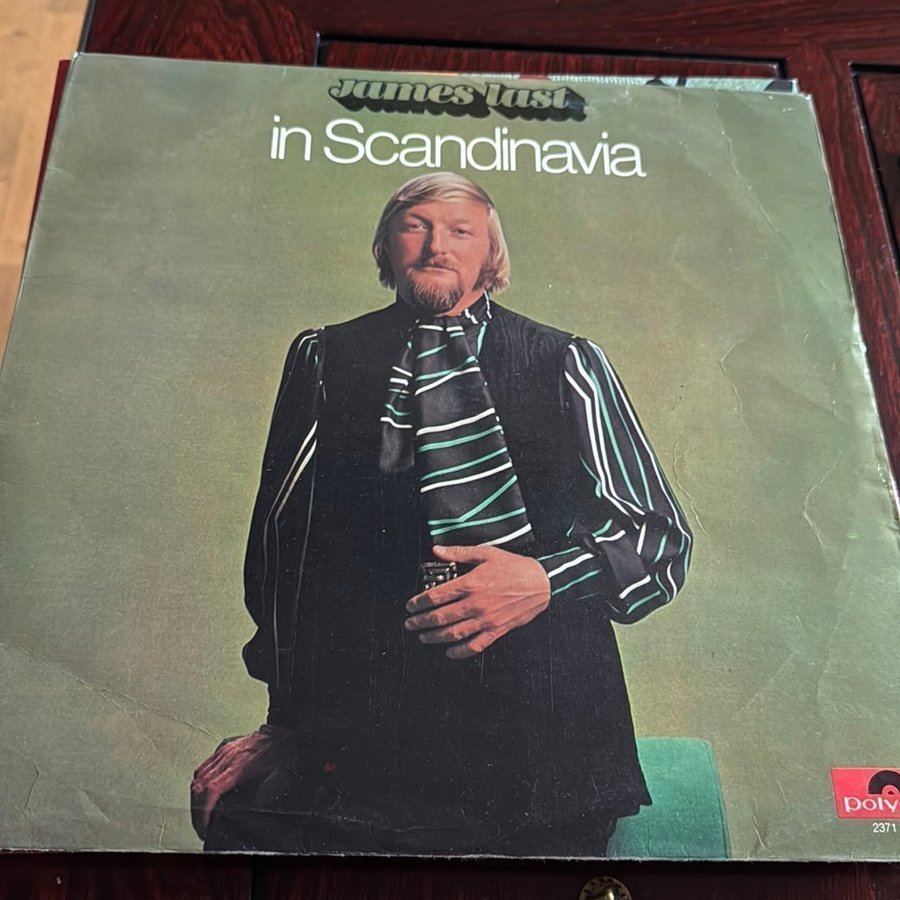 James Last
in Scandinavia
poly
2371